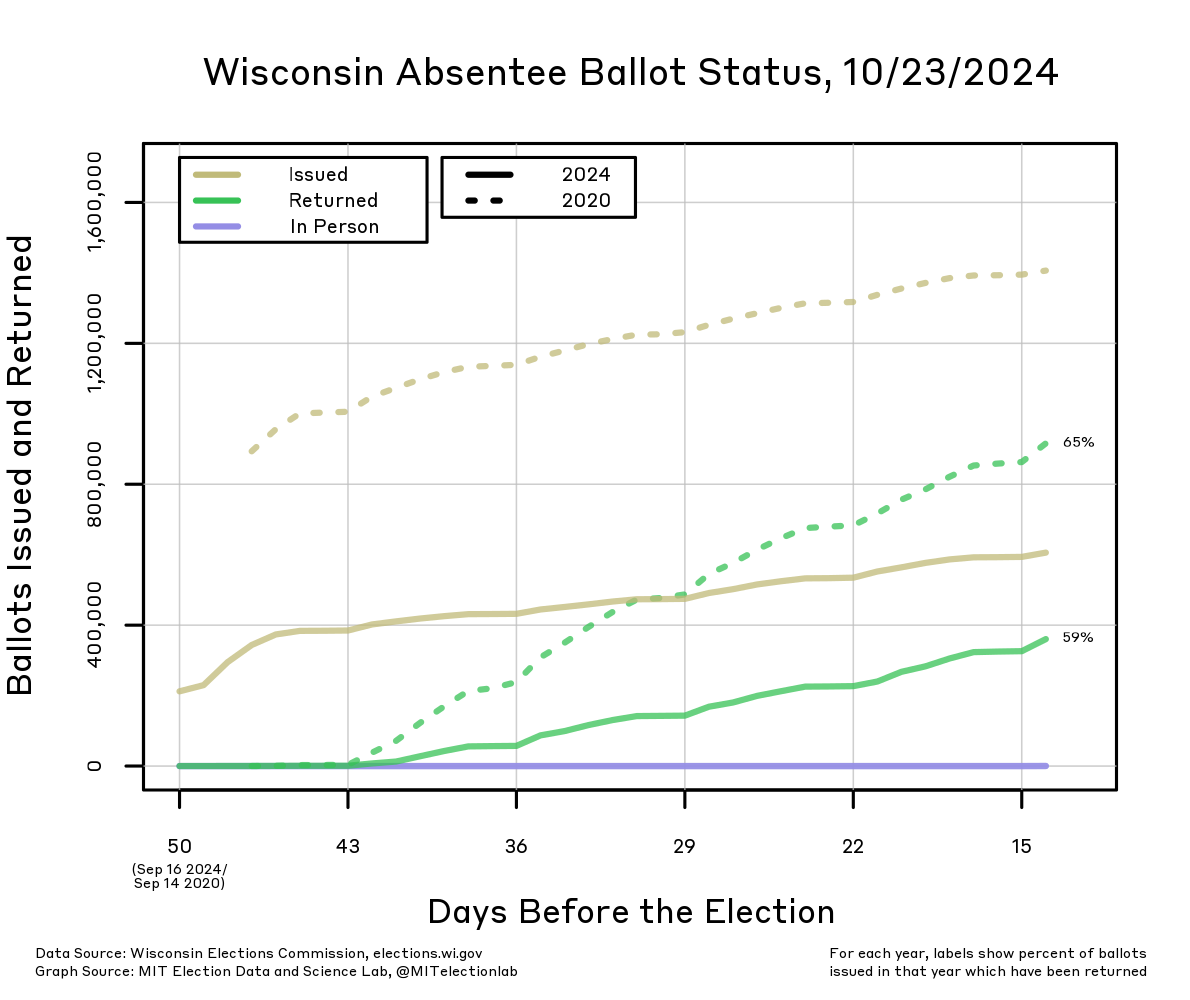 Wisconsin Absentee Ballot Status, 10/23/2024
Issued
Returned
In Person
2024
2020
Ballots Issued and Returned
1,600,000
1,200,000
800,000
400,000
0
65%
59%
50
43
36
29
22
15
(Sep 16 2024/
Sep 14 2020)
Days Before the Election
Data Source: Wisconsin Elections Commission, elections.wi.gov
Graph Source: MIT Election Data and Science Lab, @MITelectionlab
For each year, labels show percent of ballots
issued in that year which have been returned